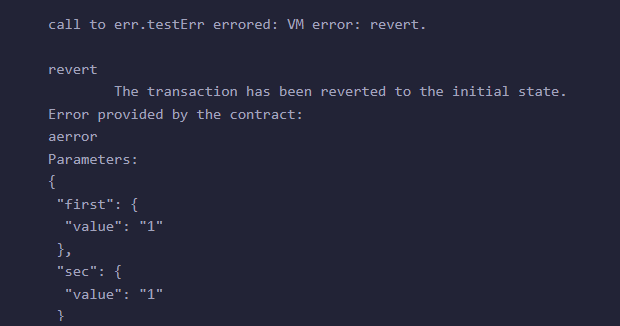 call to err.testErr errored: VM error: revert.
revert
The transaction has been reverted to the initial state.
Error provided by the contract:
aerror
Parameters:
{
"first": {
"value": "1"
},
"sec": {
"value": "1"
}